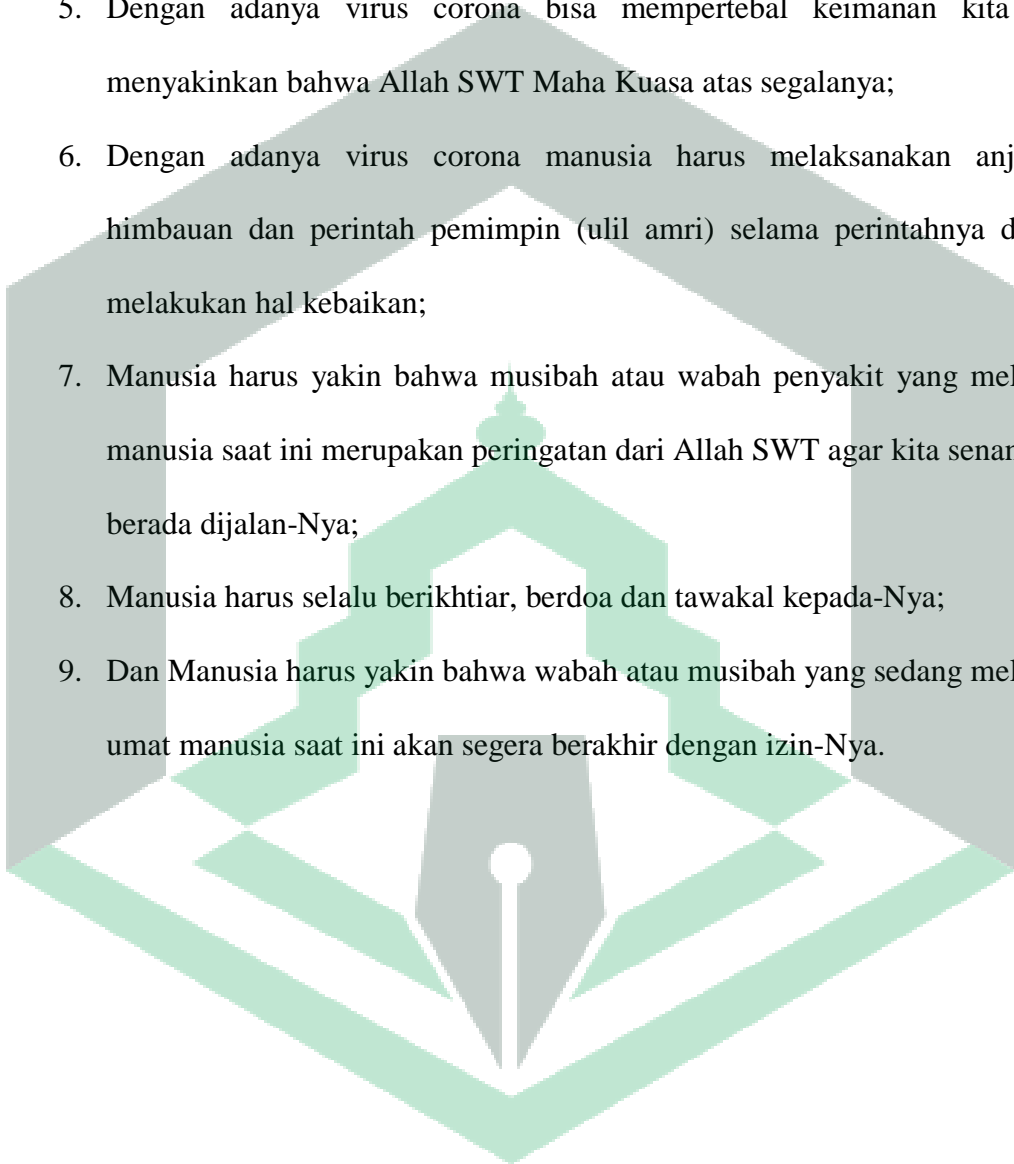 5. Dengan adanya virus corona bisa mempertebal keimanan kita
menyakinkan bahwa Allah SWT Maha Kuasa atas segalanya;
6. Dengan adanya virus corona manusia harus melaksanakan
himbauan dan perintah pemimpin (ulil amri) selama perintahnya
melakukan hal kebaikan;
7. Manusia harus yakin bahwa musibah atau wabah penyakit yang
manusia saat ini merupakan peringatan dari Allah SWT agar kita
berada dijalan-Nya;
8. Manusia harus selalu berikhtiar, berdoa dan tawakal kepada-Nya;
9. Dan Manusia harus yakin bahwa wabah atau musibah yang sedang
umat manusia saat ini akan segera berakhir dengan izin-Nya.